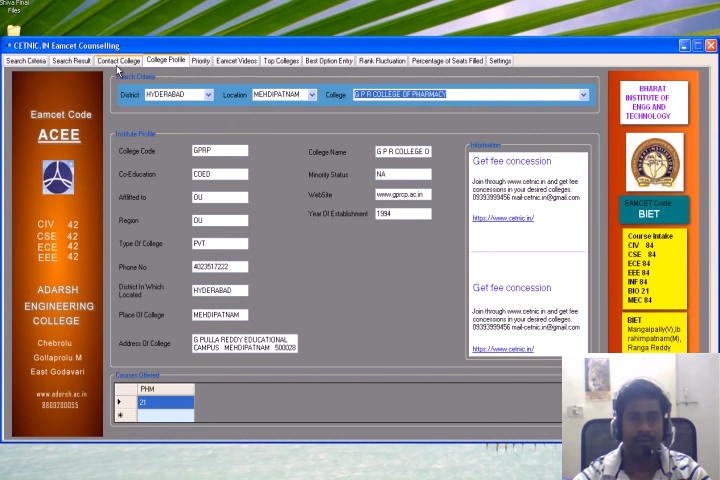 Shiva Final
Files
CETNIC.IN Eamcet Counselling
Search Criteria
Search Result
Contact College
College Profile
Priority
Eamcet Videos
Top Colleges
Best Option Entry
Rank Fluctuation
Percentage of Seats Filled
Settings
Search Criteria
District HYDERABAD
Location MEHDIPATNAM
College G P R COLLEGE OF PHARMACY
Eamcet Code
ACEE
CIV 42
CSE 42
ECE 42
EEE 42
ADARSH
ENGINEERING
COLLEGE
Chebrolu
Gollaprolu M
East Godavari
www.adarsh.ac.in
8869200055
Institute Profile
College Code GPRP
Co-Education COED
Affilited to OU
Region OU
Type Of College PVT
Phone No 4023517222
District In Which
Located HYDERABAD
Place Of College MEHDIPATNAM
Address Of College G PULLA REDDY EDUCATIONAL
CAMPUS MEHDIPATNAM 500028
College Name G P R COLLEGE O
Minority Status NA
WebSite www.gprcp.ac.in
Year Of Establishment 1994
Information
Get fee concession
Join through www.cetnic.in and get fee
concessions in your desired colleges.
09393999456 mail-cetnic.in@gmail.com
https://www.cetnic.in/
Get fee concession
Join through www.cetnic.in and get fee
concessions in your desired colleges.
09393999456 mail-cetnic.in@gmail.com
https://www.cetnic.in/
Courses Offered
PHM
21
BHARAT
INSTITUTE OF
ENGG AND
TECHNOLOGY
EAMCET Code:
BIET
Course Intake
CIV 84
CSE 84
ECE 84
EEE 84
INF 84
BIO 21
MEC 84
BIET
Mangalpally(V),Ib
rahimpatnam(M),
Ranga Reddy